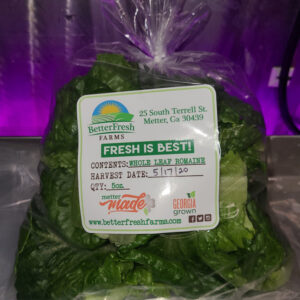 BetterFresh
FARMS
25 South Terrell St.
Metter, Ga 30439
FRESH IS BEST!
CONTENTS: WHOLE LEAF ROMAINE
HARVEST DATE: 5/17/20
QTY: 5oz.
metter
made
GEORGIA
grown
www.betterfreshfarms.com